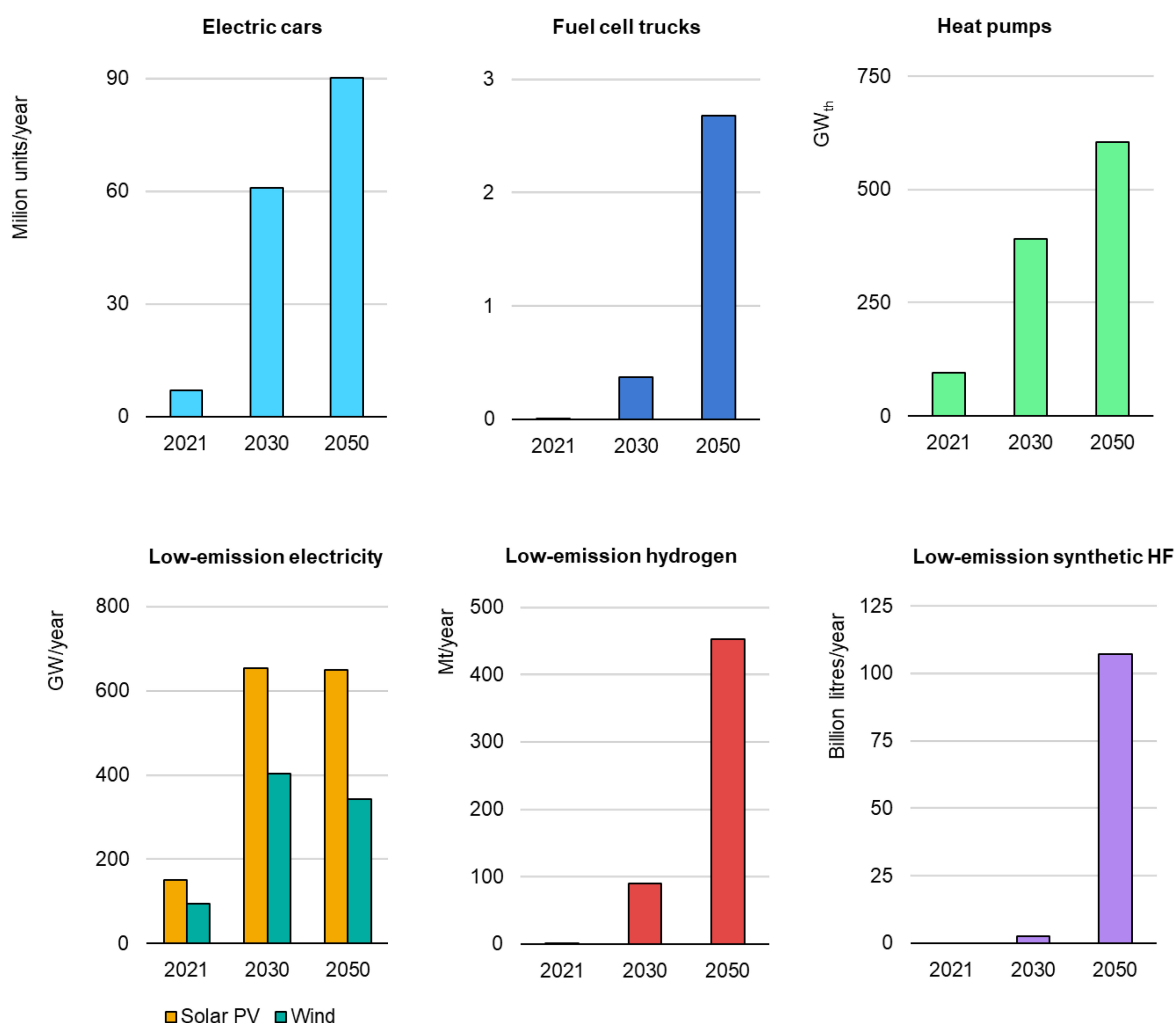 Electric cars
Milion units/year
90
60
30
0
2021 2030 2050
Fuel cell trucks
3
2
1
0
2021 2030 2050
Heat pumps
GWth
750
500
250
0
2021 2030 2050
Low-emission electricity
GW/year
800
600
400
200
0
2021 2030 2050
Solar PV Wind
Low-emission hydrogen
Mt/year
500
400
300
200
100
0
2021 2030 2050
Low-emission synthetic HF
Billion litres/year
125
100
75
50
25
0
2021 2030 2050